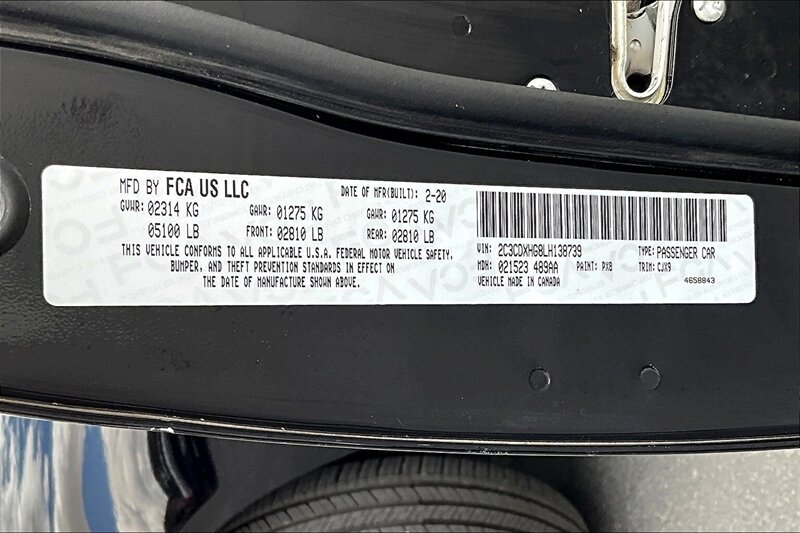 MFD BY FCA US LLC DATE OF MFR(BUILT): 2-20
GVWR: 02314 KG GAWR: 01275 KG GAWR: 01275 KG
05100 LB FRONT: 02810 LB REAR: 02810 LB
THIS VEHICLE CONFORMS TO ALL APPLICABLE U.S.A. FEDERAL MOTOR VEHICLE SAFETY,
BUMPER, AND THEFT PREVENTION STANDARDS IN EFFECT ON
THE DATE OF MANUFACTURE SHOWN ABOVE.
VIN: 2C3CDXHG8LH138739 TYPE: PASSENGER CAR
MDH: 021523 489AA PAINT: PX8 TRIM: CJX9
VEHICLE MADE IN CANADA 4658843